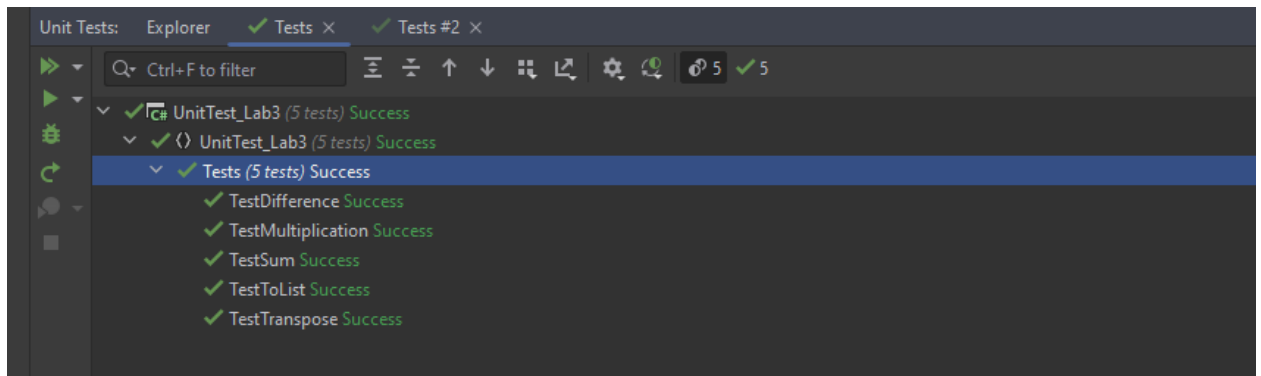 Unit Tests: Explorer Tests × Tests #2 ×
Ctrl+F to filter 5 5
C# UnitTest_Lab3 (5 tests) Success
UnitTest_Lab3 (5 tests) Success
Tests (5 tests) Success
TestDifference Success
TestMultiplication Success
TestSum Success
TestToList Success
TestTranspose Success